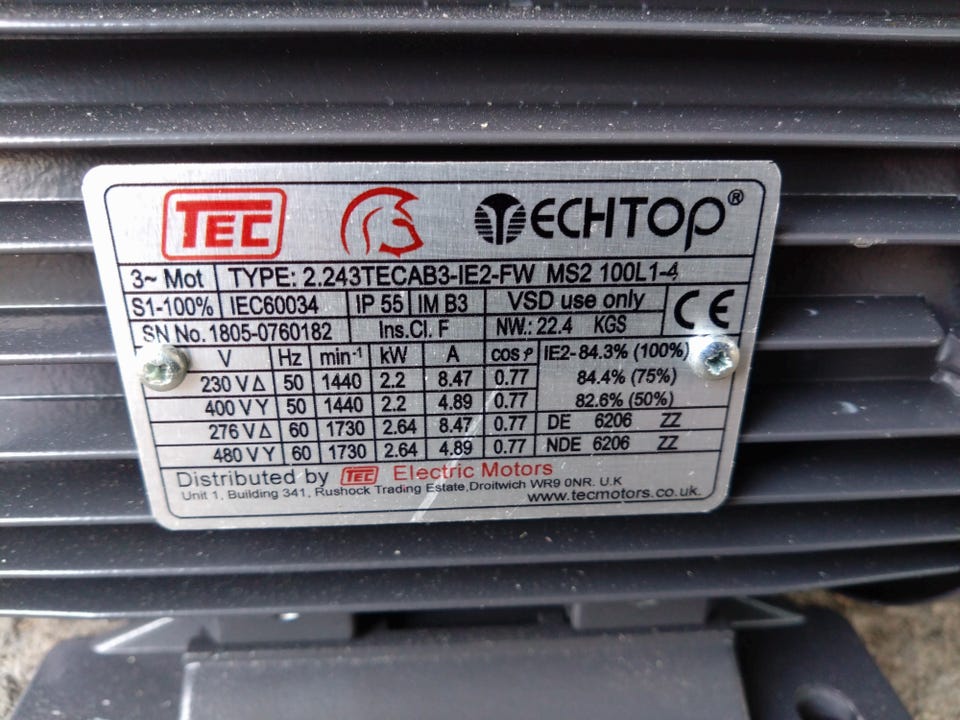 TEC TECHTOP®
3~ Mot TYPE: 2.243TECAB3-IE2-FW MS2 100L1-4
S1-100% IEC60034 IP 55 IM B3 VSD use only CE
SN No. 1805-0760182 Ins.Cl. F NW.: 22.4 KGS
V Hz min⁻¹ kW A cos ρ IE2- 84.3% (100%)
230 V Δ 50 1440 2.2 8.47 0.77 84.4% (75%)
400 V Y 50 1440 2.2 4.89 0.77 82.6% (50%)
276 V Δ 60 1730 2.64 8.47 0.77 DE 6206 ZZ
480 V Y 60 1730 2.64 4.89 0.77 NDE 6206 ZZ
Distributed by TEC Electric Motors
Unit 1, Building 341, Rushock Trading Estate,Droitwich WR9 0NR. U.K
www.tecmotors.co.uk.